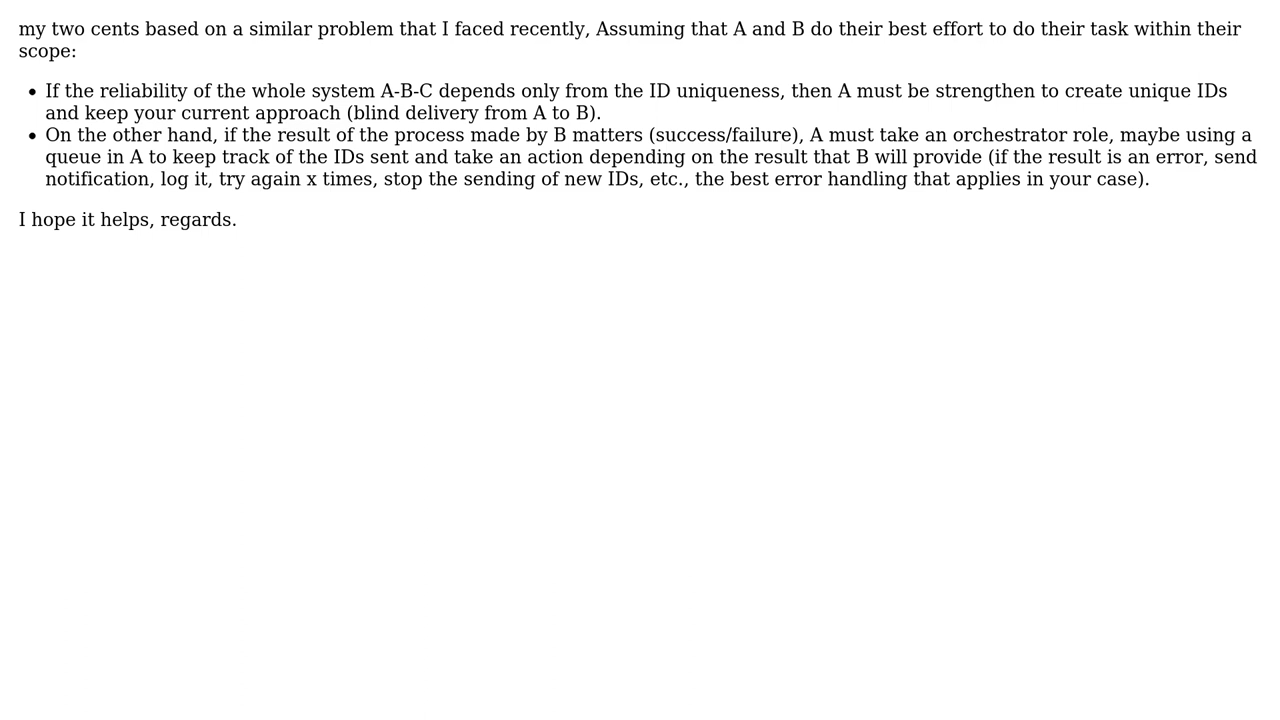 my two cents based on a similar problem that I faced recently, Assuming that A and B do their best effort to do their task within their
scope:
• If the reliability of the whole system A-B-C depends only from the ID uniqueness, then A must be strengthen to create unique IDs
and keep your current approach (blind delivery from A to B).
• On the other hand, if the result of the process made by B matters (success/failure), A must take an orchestrator role, maybe using a
queue in A to keep track of the IDs sent and take an action depending on the result that B will provide (if the result is an error, send
notification, log it, try again x times, stop the sending of new IDs, etc., the best error handling that applies in your case).
I hope it helps, regards.